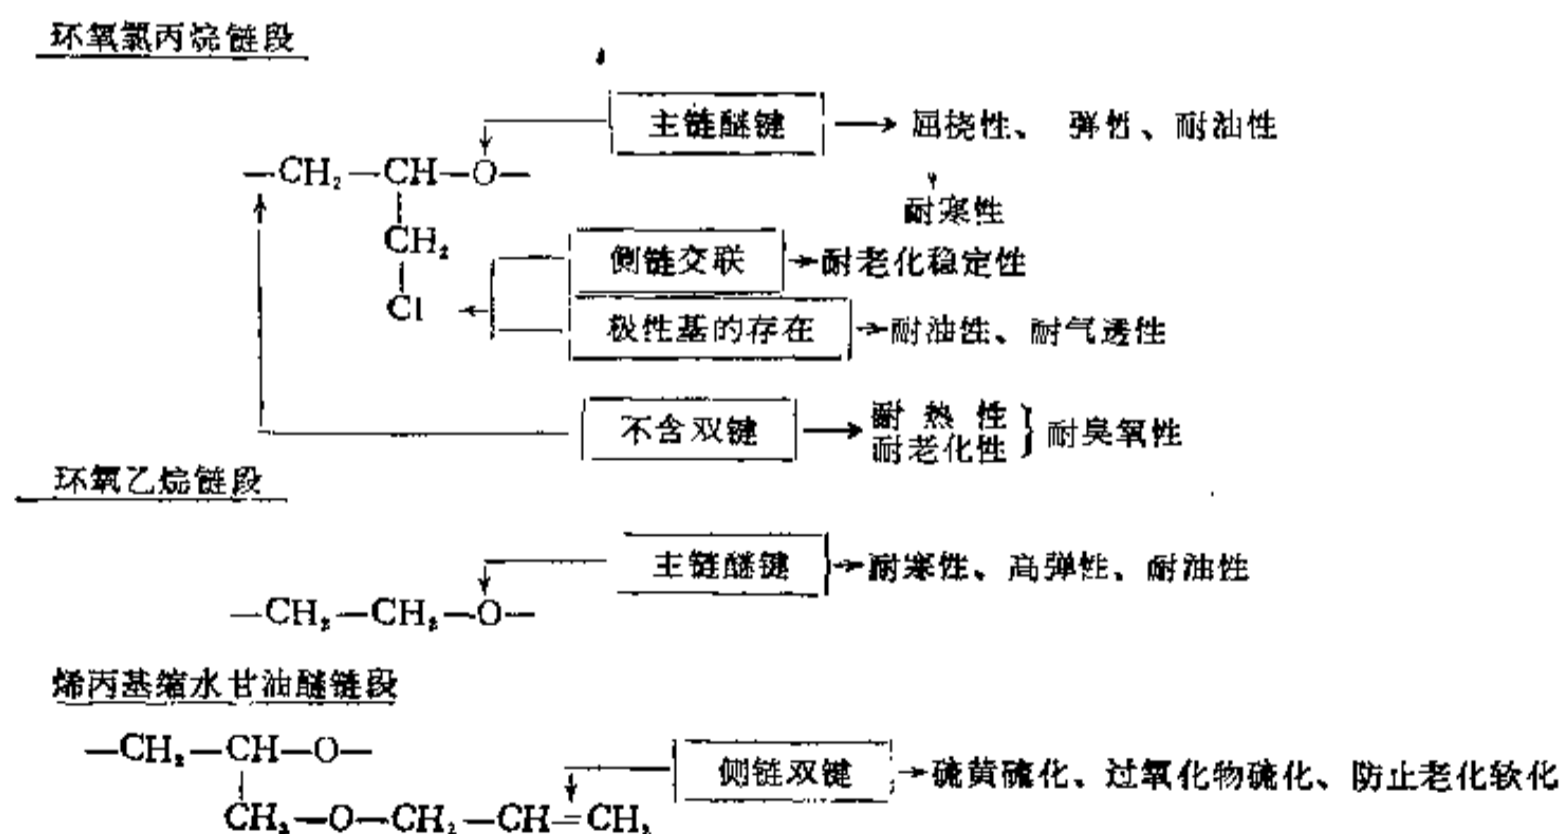 环氧氯丙烷链段
主链醚键 → 屈挠性、弹性、耐油性
—CH₂—CH—O—
耐寒性
CH₂
侧链交联 → 耐老化稳定性
Cl
极性基的存在 → 耐油性、耐气透性
不含双键 → 耐热性
耐老化性 } 耐臭氧性
环氧乙烷链段
主链醚键 → 耐寒性、高弹性、耐油性
—CH₂—CH₂—O—
烯丙基缩水甘油醚链段
—CH₂—CH—O—
侧链双键 → 硫黄硫化、过氧化物硫化、防止老化软化
CH₂—O—CH₂—CH=CH₂